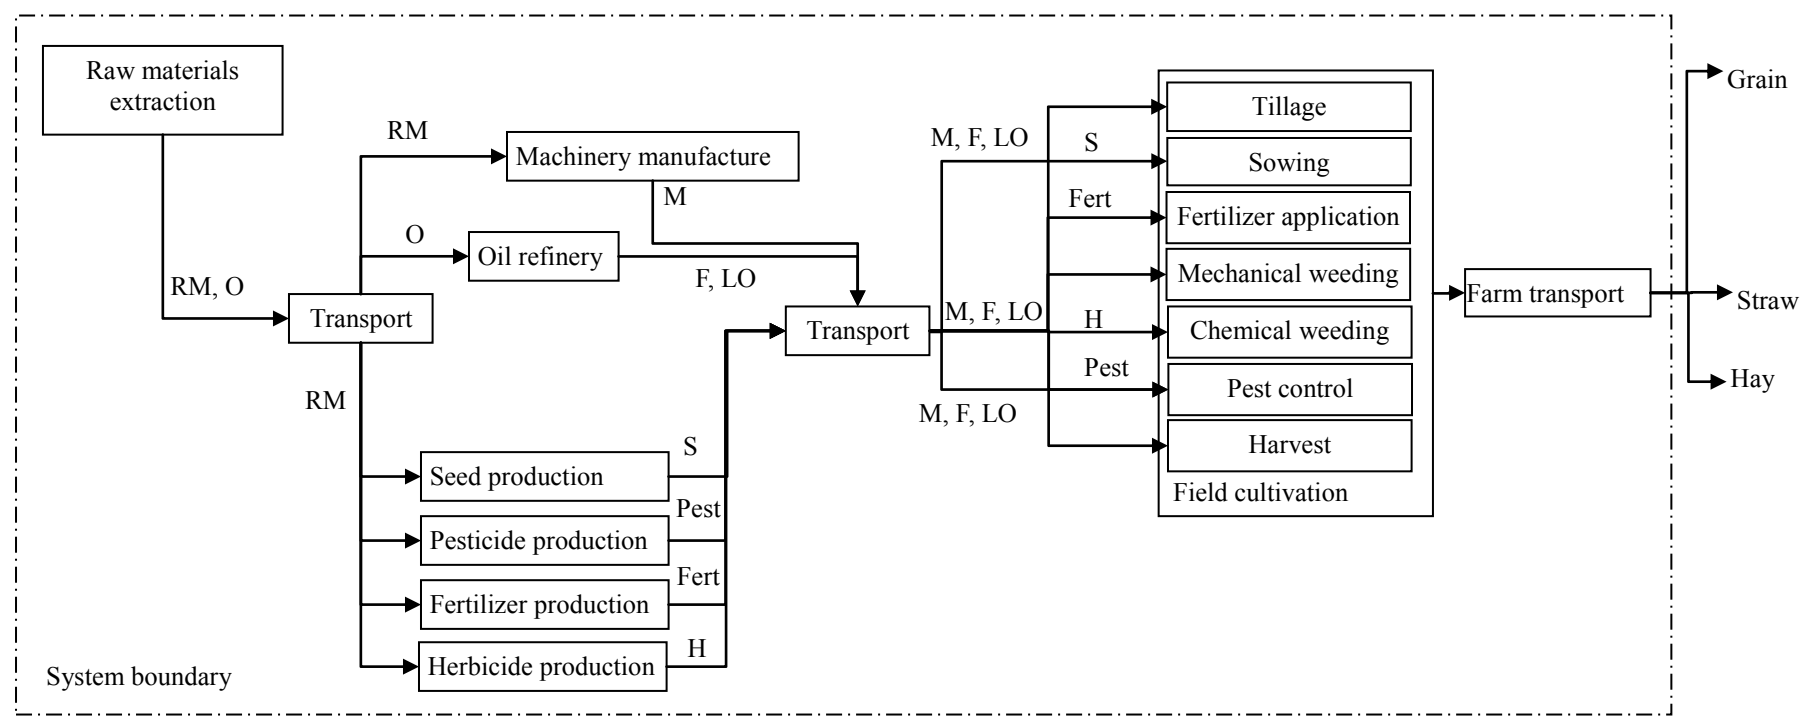 Raw materials
extraction
RM, O
Transport
RM
Machinery manufacture
M
O
Oil refinery
F, LO
RM
Seed production
S
Pesticide production
Pest
Fertilizer production
Fert
Herbicide production
H
Transport
M, F, LO
M, F, LO
M, F, LO
S
Fert
H
Pest
Tillage
Sowing
Fertilizer application
Mechanical weeding
Chemical weeding
Pest control
Harvest
Field cultivation
Farm transport
Grain
Straw
Hay
System boundary